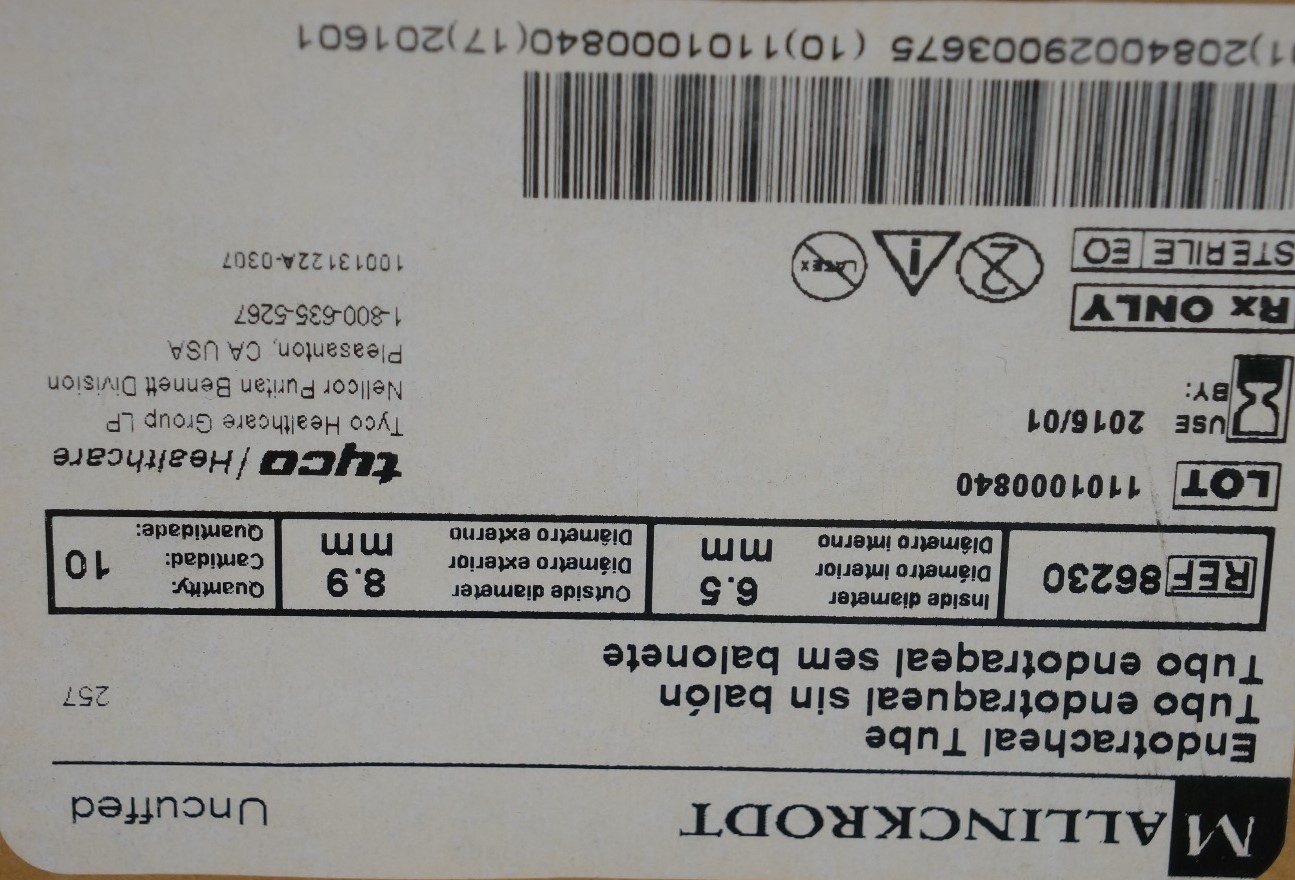 MALLINCKRODT
Uncuffed
Endotracheal Tube
Tubo endotraqueal sin balón
Tubo endotraqeal sem balonete
257
REF 86230
Inside diameter
Diámetro interior
Diâmetro interno
6.5
mm
Outside diameter
Diámetro exterior
Diâmetro externo
8.9
mm
Quantity:
Cantidad:
Quantidade:
10
LOT 1101000840
USE
BY:
2016/01
Rx ONLY
STERILE EO
2
i
LATEX
tyco / Healthcare
Tyco Healthcare Group LP
Nellcor Puritan Bennett Division
Pleasanton, CA USA
1-800-635-5267
10013122A-0307
1)20840029003675 (10)1101000840(17)201601